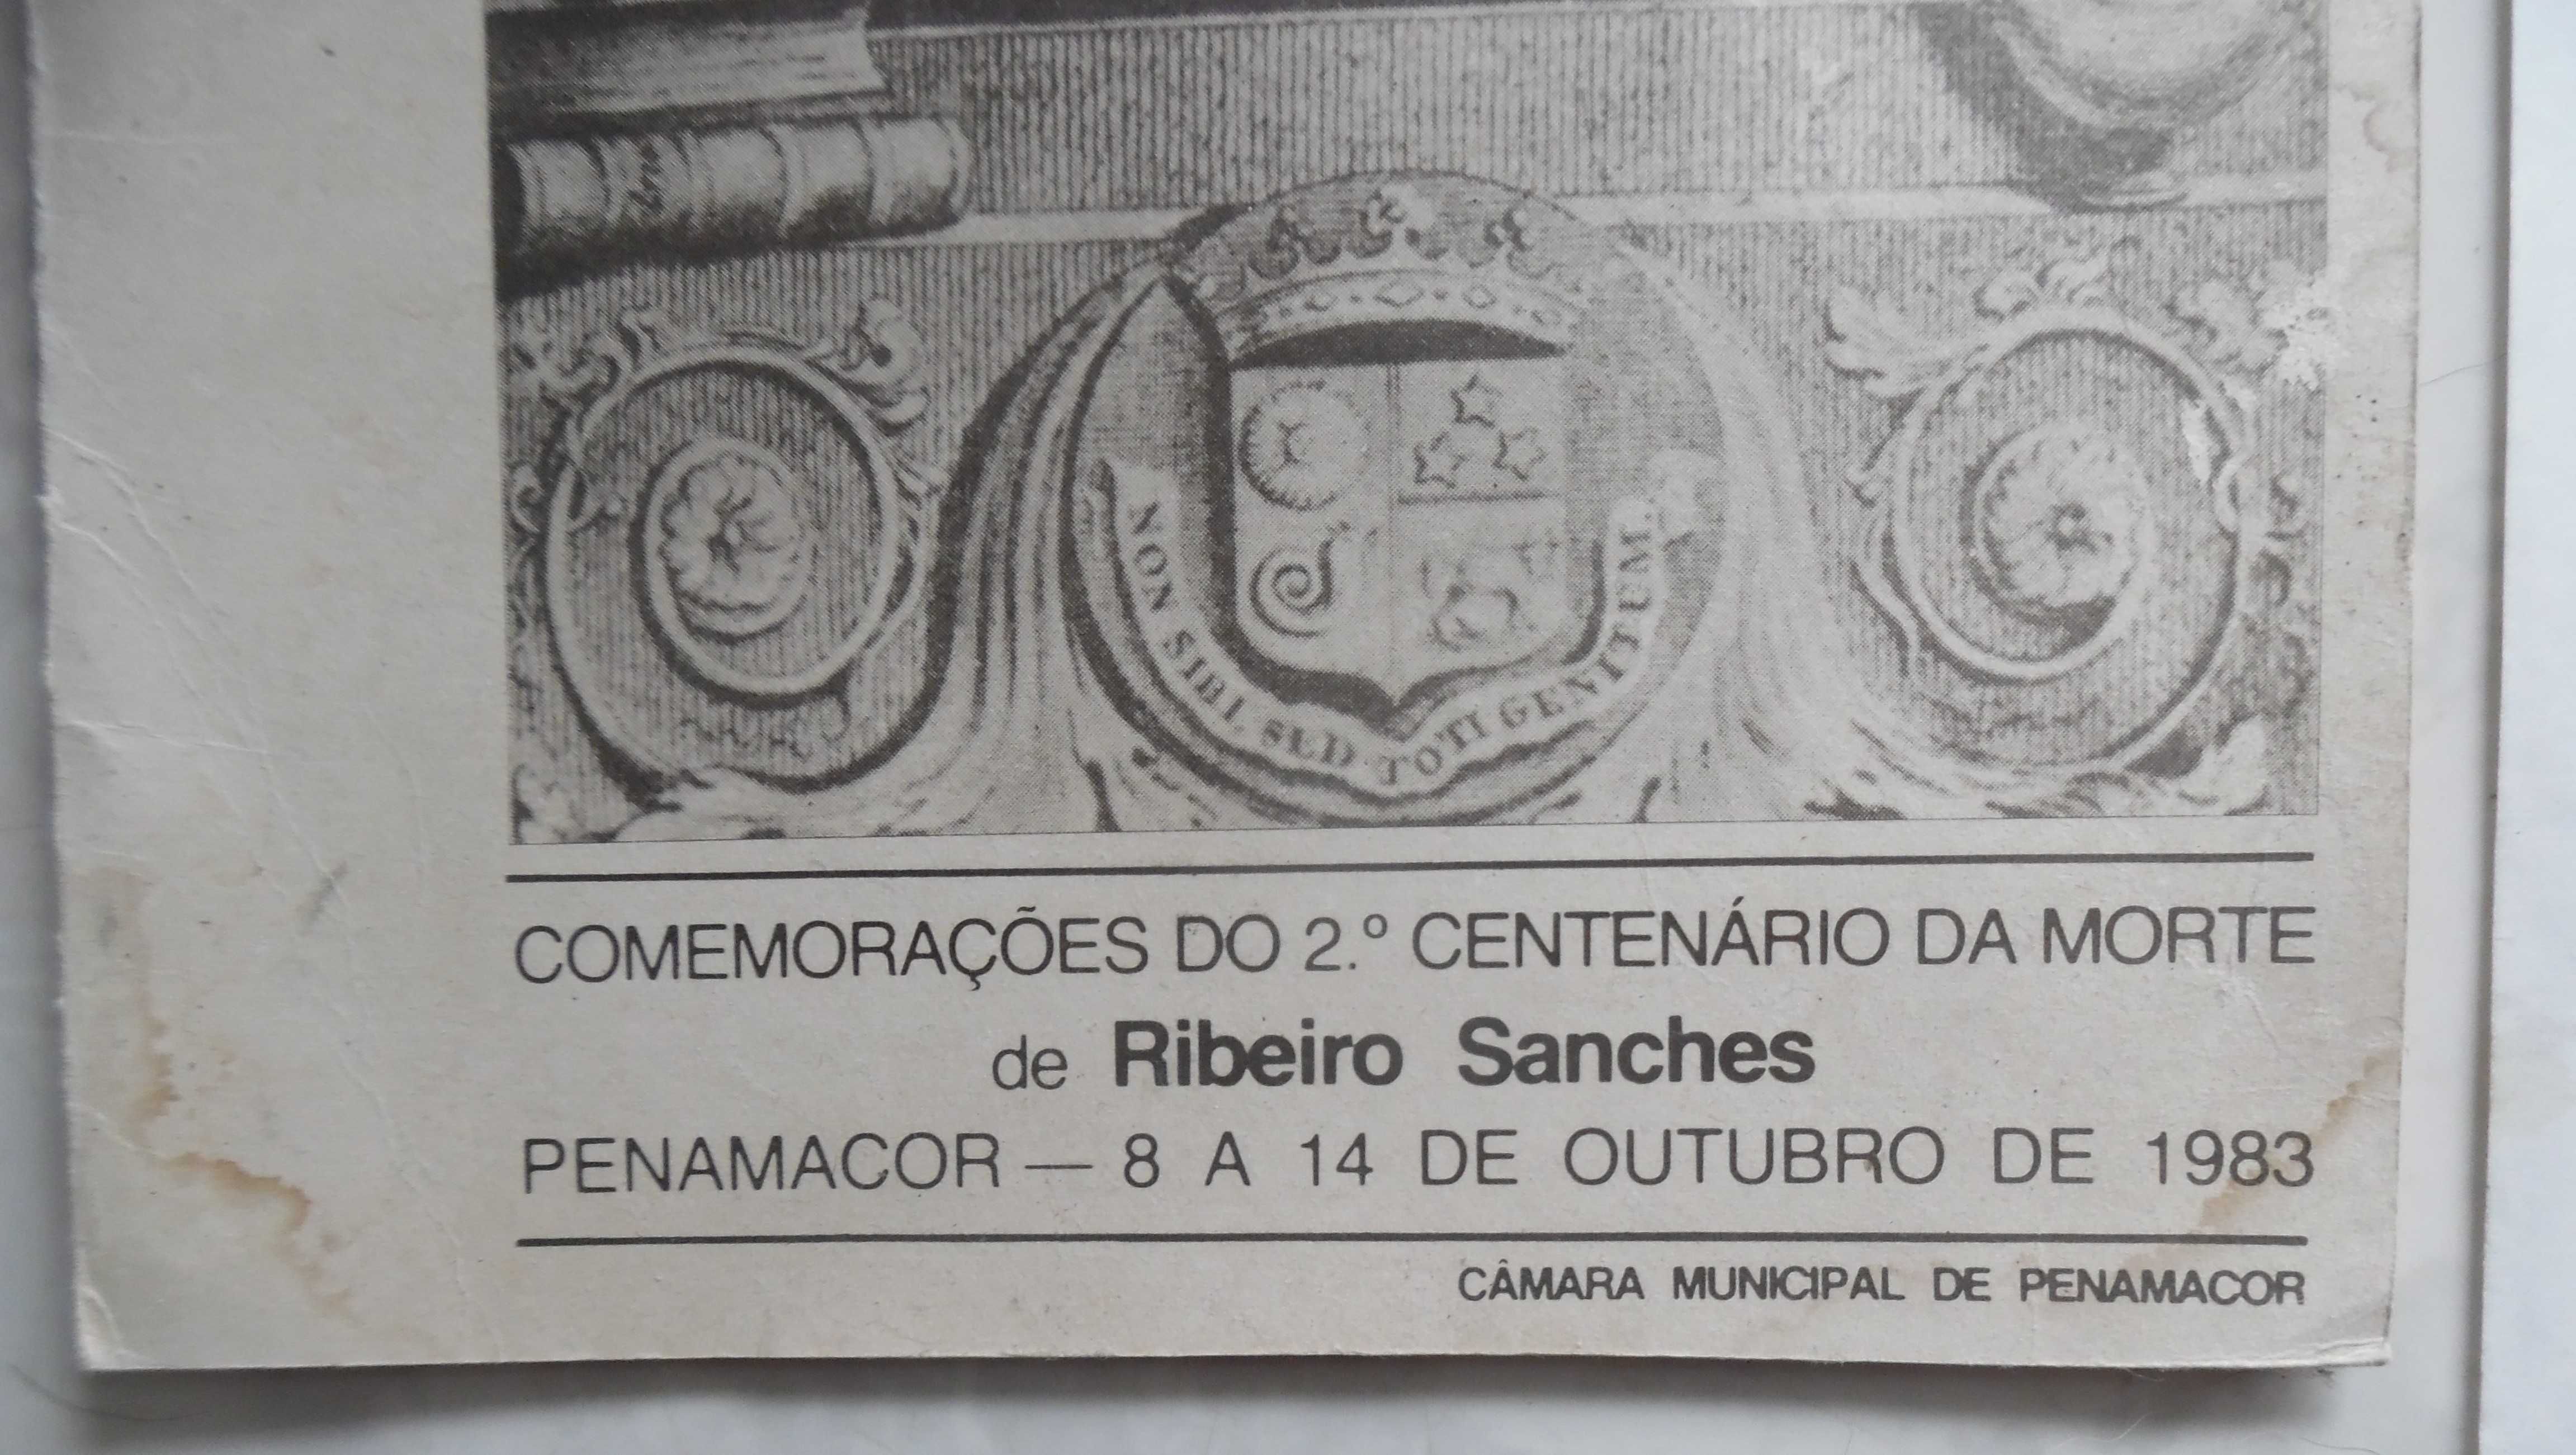 NON SIBI, SED TOTI GENITUM.
COMEMORAÇÕES DO 2.º CENTENÁRIO DA MORTE
de Ribeiro Sanches
PENAMACOR — 8 A 14 DE OUTUBRO DE 1983
CÂMARA MUNICIPAL DE PENAMACOR